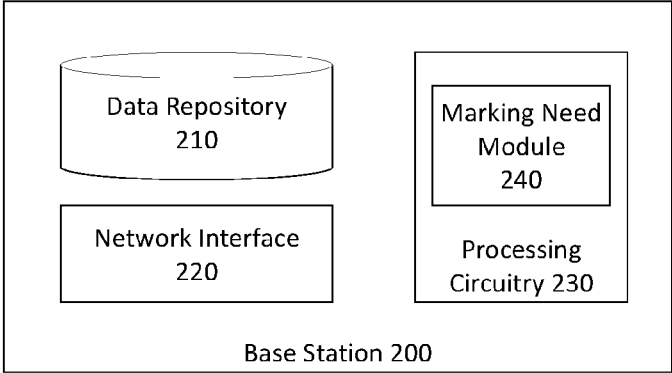 Data Repository
210
Network Interface
220
Marking Need
Module
240
Processing
Circuitry 230
Base Station 200